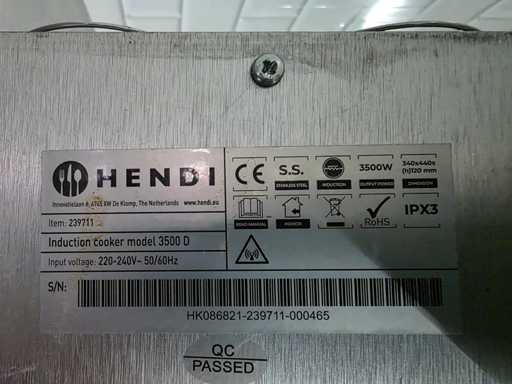 HENDI
Innovatielaan 6, 6745 XW De Klomp, The Netherlands www.hendi.eu
Item: 239711
Induction cooker model 3500 D
Input voltage: 220-240V~ 50/60Hz
CE
S.S.
STAINLESS STEEL
INDUCTION
3500W
OUTPUT POWER
340x440x
(h)120 mm
DIMENSION
READ MANUAL
INDOOR
RoHS
IPX3
S/N:
HK086821-239711-000465
QC
PASSED